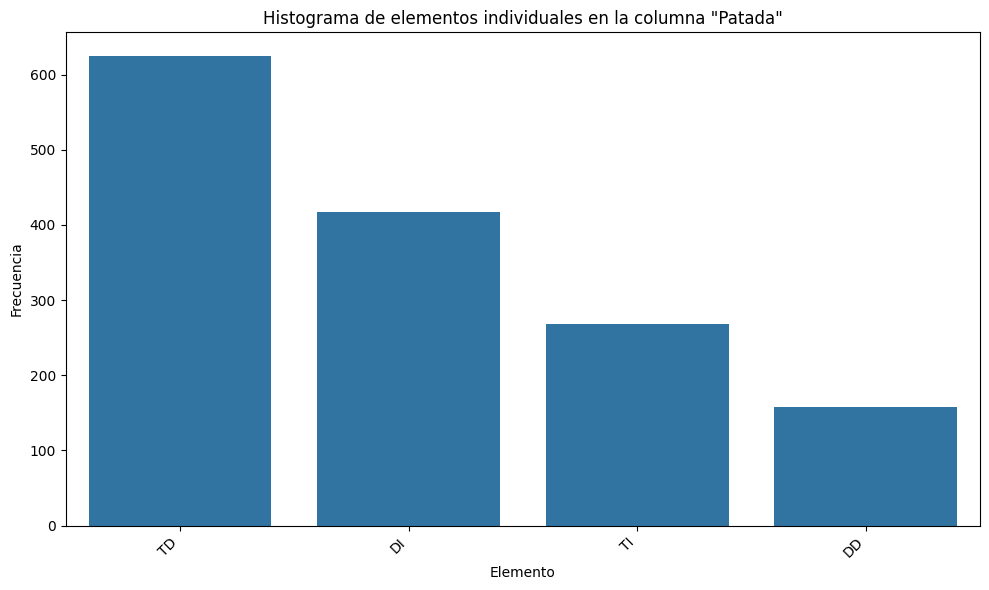 Histograma de elementos individuales en la columna "Patada"
Frecuencia
600
500
400
300
200
100
0
TD
DI
TI
DD
Elemento